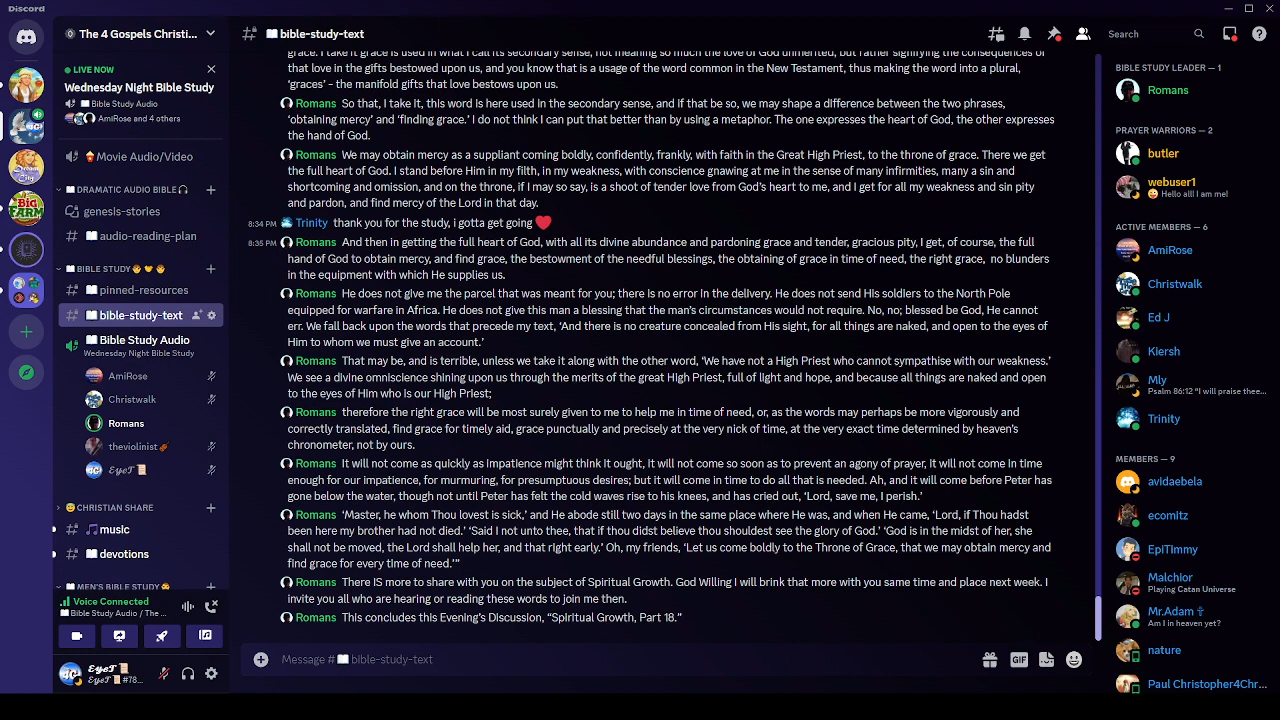 Discord
The 4 Gospels Christi...
LIVE NOW
Wednesday Night Bible Study
Bible Study Audio
AmiRose and 4 others
Movie Audio/Video
DRAMATIC AUDIO BIBLE
genesis-stories
audio-reading-plan
BIBLE STUDY
pinned-resources
bible-study-text
Bible Study Audio
Wednesday Night Bible Study
AmiRose
Christwalk
Romans
theviolinist
ƐყҽƬ
CHRISTIAN SHARE
music
devotions
MEN'S BIBLE STUDY
Voice Connected
Bible Study Audio / The ...
ƐყҽƬ
ƐყҽƬ #78...
bible-study-text
Search
grace. I take it grace is used in what I call its secondary sense, not meaning so much the love of God unmerited, but rather signifying the consequences of
that love in the gifts bestowed upon us, and you know that is a usage of the word common in the New Testament, thus making the word into a plural,
‘graces’ – the manifold gifts that love bestows upon us.
Romans So that, I take it, this word is here used in the secondary sense, and if that be so, we may shape a difference between the two phrases,
‘obtaining mercy’ and ‘finding grace.’ I do not think I can put that better than by using a metaphor. The one expresses the heart of God, the other expresses
the hand of God.
Romans We may obtain mercy as a suppliant coming boldly, confidently, frankly, with faith in the Great High Priest, to the throne of grace. There we get
the full heart of God. I stand before Him in my filth, in my weakness, with conscience gnawing at me in the sense of many infirmities, many a sin and
shortcoming and omission, and on the throne, if I may so say, is a shoot of tender love from God’s heart to me, and I get for all my weakness and sin pity
and pardon, and find mercy of the Lord in that day.
8:34 PM Trinity thank you for the study, i gotta get going ❤️
8:35 PM Romans And then in getting the full heart of God, with all its divine abundance and pardoning grace and tender, gracious pity, I get, of course, the full
hand of God to obtain mercy, and find grace, the bestowment of the needful blessings, the obtaining of grace in time of need, the right grace, no blunders
in the equipment with which He supplies us.
Romans He does not give me the parcel that was meant for you; there is no error in the delivery. He does not send His soldiers to the North Pole
equipped for warfare in Africa. He does not give this man a blessing that the man’s circumstances would not require. No, no; blessed be God, He cannot
err. We fall back upon the words that precede my text, ‘And there is no creature concealed from His sight, for all things are naked, and open to the eyes of
Him to whom we must give an account.’
Romans That may be, and is terrible, unless we take it along with the other word, ‘We have not a High Priest who cannot sympathise with our weakness.’
We see a divine omniscience shining upon us through the merits of the great High Priest, full of light and hope, and because all things are naked and open
to the eyes of Him who is our High Priest;
Romans therefore the right grace will be most surely given to me to help me in time of need, or, as the words may perhaps be more vigorously and
correctly translated, find grace for timely aid, grace punctually and precisely at the very nick of time, at the very exact time determined by heaven’s
chronometer, not by ours.
Romans It will not come as quickly as impatience might think it ought, it will not come so soon as to prevent an agony of prayer, it will not come in time
enough for our impatience, for murmuring, for presumptuous desires; but it will come in time to do all that is needed. Ah, and it will come before Peter has
gone below the water, though not until Peter has felt the cold waves rise to his knees, and has cried out, ‘Lord, save me, I perish.’
Romans ‘Master, he whom Thou lovest is sick,’ and He abode still two days in the same place where He was, and when He came, ‘Lord, if Thou hadst
been here my brother had not died.’ ‘Said I not unto thee, that if thou didst believe thou shouldest see the glory of God.’ ‘God is in the midst of her, she
shall not be moved, the Lord shall help her, and that right early.’ Oh, my friends, ‘Let us come boldly to the Throne of Grace, that we may obtain mercy and
find grace for every time of need.’”
Romans There IS more to share with you on the subject of Spiritual Growth. God Willing I will brink that more with you same time and place next week. I
invite you all who are hearing or reading these words to join me then.
Romans This concludes this Evening’s Discussion, “Spiritual Growth, Part 18.”
Message # bible-study-text
GIF
BIBLE STUDY LEADER — 1
Romans
PRAYER WARRIORS — 2
butler
webuser1
Hello all! I am me!
ACTIVE MEMBERS — 6
AmiRose
Christwalk
Ed J
Kiersh
Mly
Psalm 86:12 "I will praise thee...
Trinity
MEMBERS — 9
avidaebela
ecomitz
EpiTimmy
Malchior
Playing Catan Universe
Mr.Adam ✞
Am I in heaven yet?
nature
Paul Christopher4Chr...